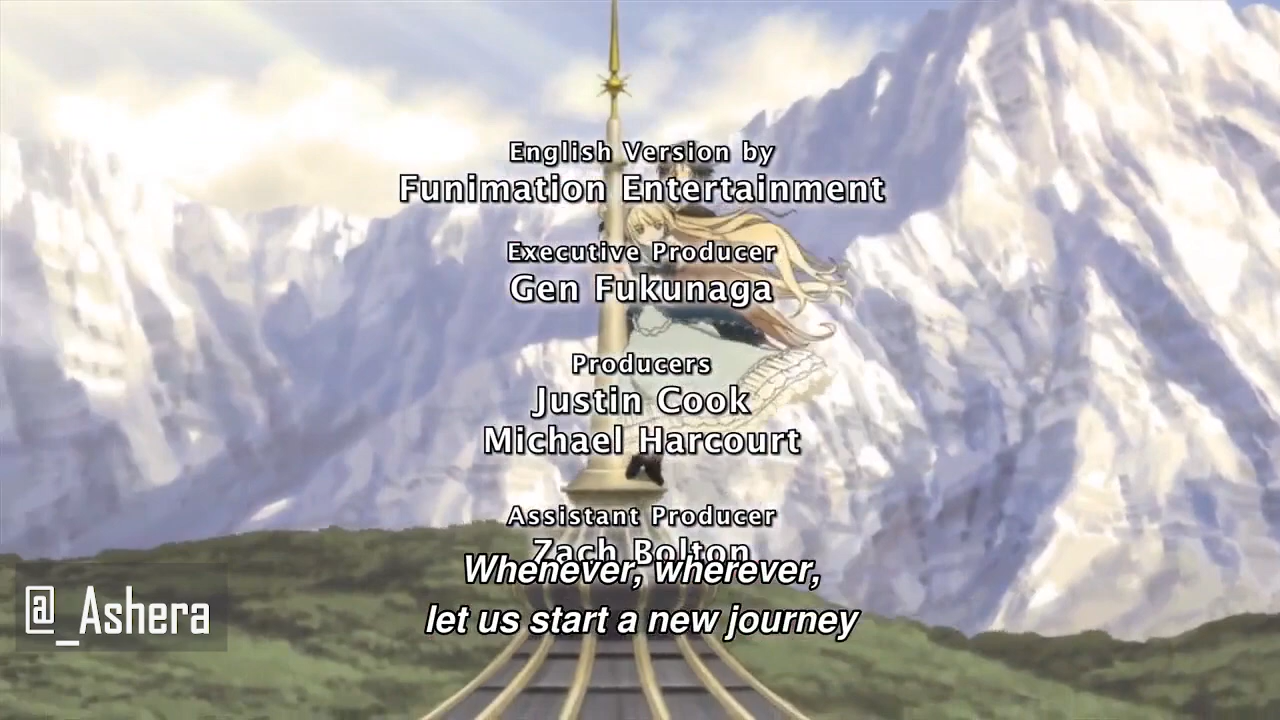 English Version by
Funimation Entertainment
Executive Producer
Gen Fukunaga
Producers
Justin Cook
Michael Harcourt
Assistant Producer
Zach Bolton
Whenever, wherever,
let us start a new journey
@_Ashera